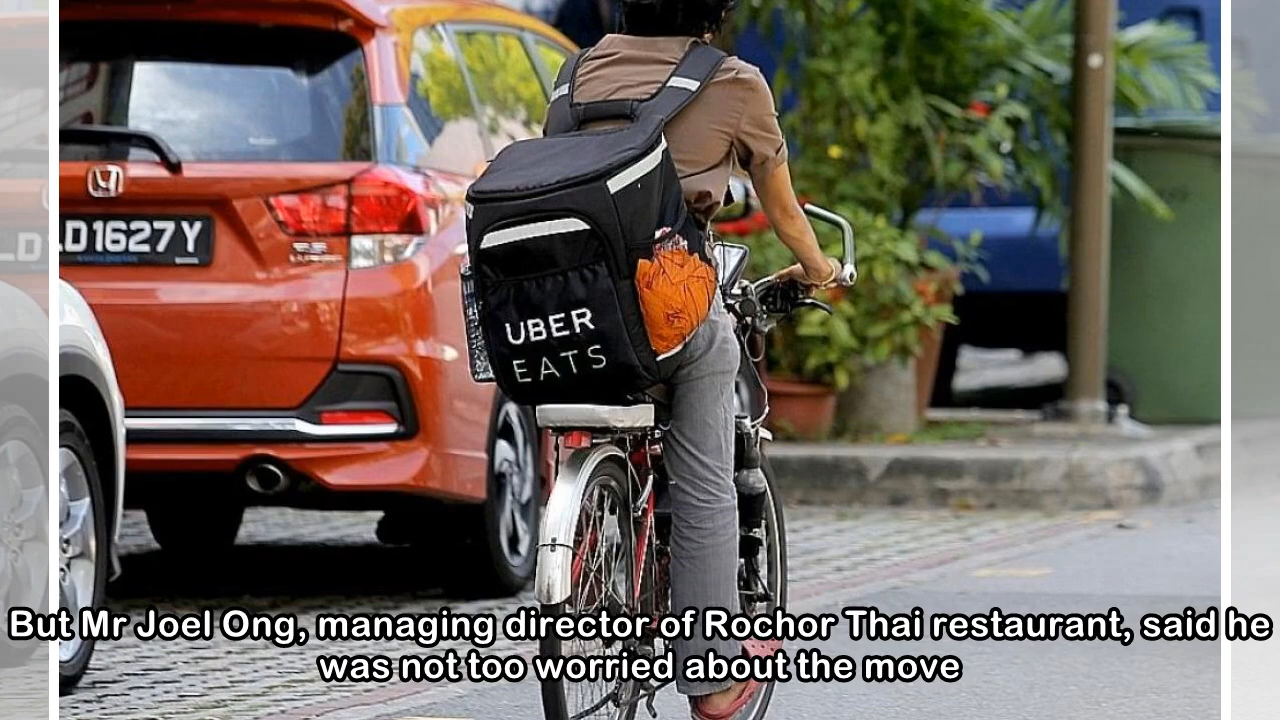 LD1627Y
UBER
EATS
But Mr Joel Ong, managing director of Rochor Thai restaurant, said he
was not too worried about the move